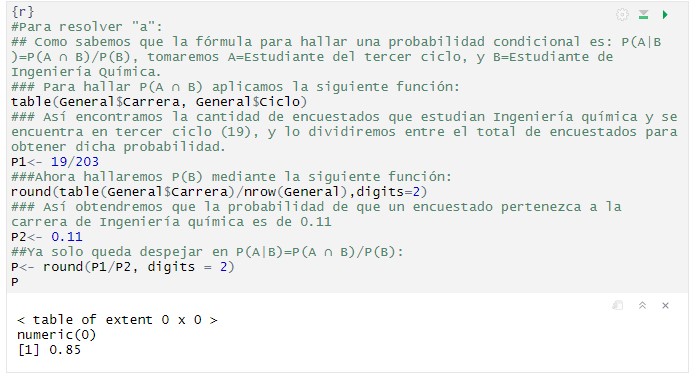 {r}
#Para resolver "a":
## Como sabemos que la fórmula para hallar una probabilidad condicional es: P(A|B
)=P(A ∩ B)/P(B), tomaremos A=Estudiante del tercer ciclo, y B=Estudiante de
Ingeniería Química.
### Para hallar P(A ∩ B) aplicamos la siguiente función:
table(General$Carrera, General$Ciclo)
### Así encontramos la cantidad de encuestados que estudian Ingeniería química y se
encuentra en tercer ciclo (19), y lo dividiremos entre el total de encuestados para
obtener dicha probabilidad.
P1<- 19/203
###Ahora hallaremos P(B) mediante la siguiente función:
round(table(General$Carrera)/nrow(General),digits=2)
### Así obtendremos que la probabilidad de que un encuestado pertenezca a la
carrera de Ingeniería química es de 0.11
P2<- 0.11
##Ya solo queda despejar en P(A|B)=P(A ∩ B)/P(B):
P<- round(P1/P2, digits = 2)
P
< table of extent 0 x 0 >
numeric(0)
[1] 0.85